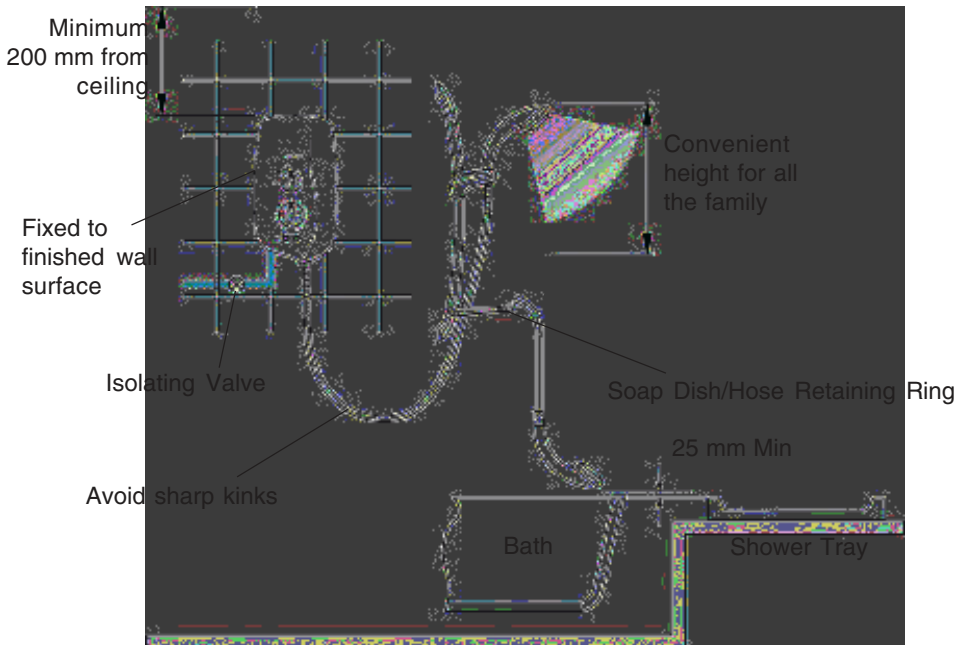 Minimum
200 mm from
ceiling
Convenient
height for all
the family
Fixed to
finished wall
surface
Isolating Valve
Soap Dish/Hose Retaining Ring
25 mm Min
Avoid sharp kinks
Bath
Shower Tray